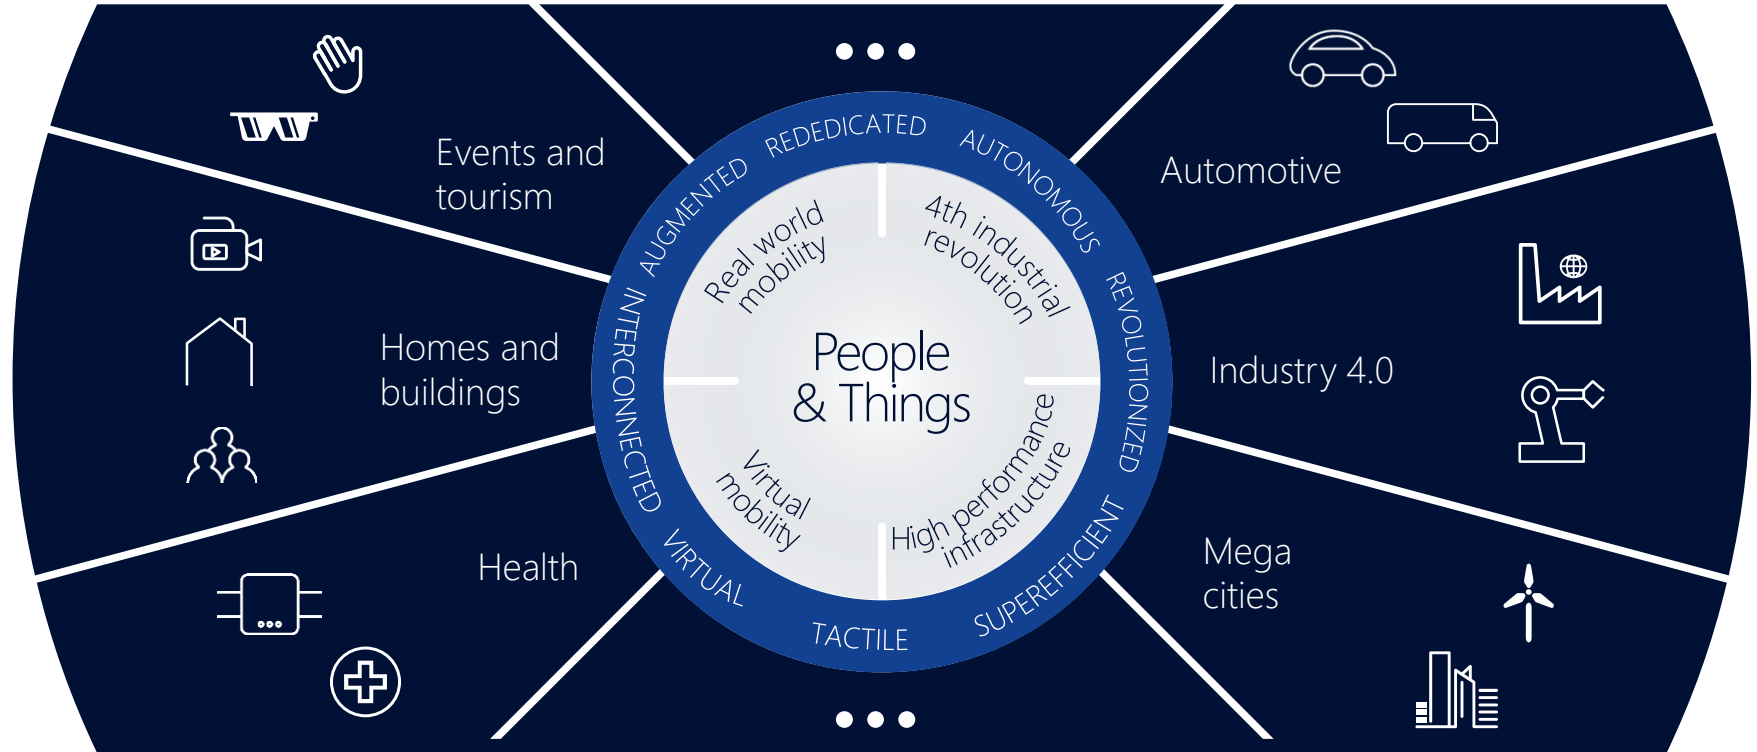 Events and
tourism
Homes and
buildings
Health
REDEDICATED
AUTONOMOUS
REVOLUTIONIZED
SUPEREFFICIENT
TACTILE
VIRTUAL
INTERCONNECTED
AUGMENTED
Real world
mobility
4th industrial
revolution
People
& Things
Virtual
mobility
High performance
infrastructure
Automotive
Industry 4.0
Mega
cities